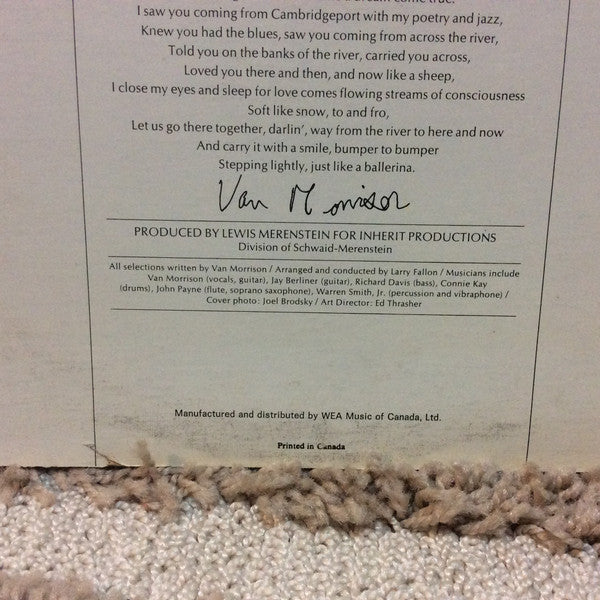 I saw you coming from Cambridgeport with my poetry and jazz,
Knew you had the blues, saw you coming from across the river,
Told you on the banks of the river, carried you across,
Loved you there and then, and now like a sheep,
I close my eyes and sleep for love comes flowing streams of consciousness
Soft like snow, to and fro,
Let us go there together, darlin', way from the river to here and now
And carry it with a smile, bumper to bumper
Stepping lightly, just like a ballerina.
Van Morrison
PRODUCED BY LEWIS MERENSTEIN FOR INHERIT PRODUCTIONS
Division of Schwaid-Merenstein
All selections written by Van Morrison / Arranged and conducted by Larry Fallon / Musicians include
Van Morrison (vocals, guitar), Jay Berliner (guitar), Richard Davis (bass), Connie Kay
(drums), John Payne (flute, soprano saxophone), Warren Smith, Jr. (percussion and vibraphone) /
Cover photo: Joel Brodsky / Art Director: Ed Thrasher
Manufactured and distributed by WEA Music of Canada, Ltd.
Printed in Canada